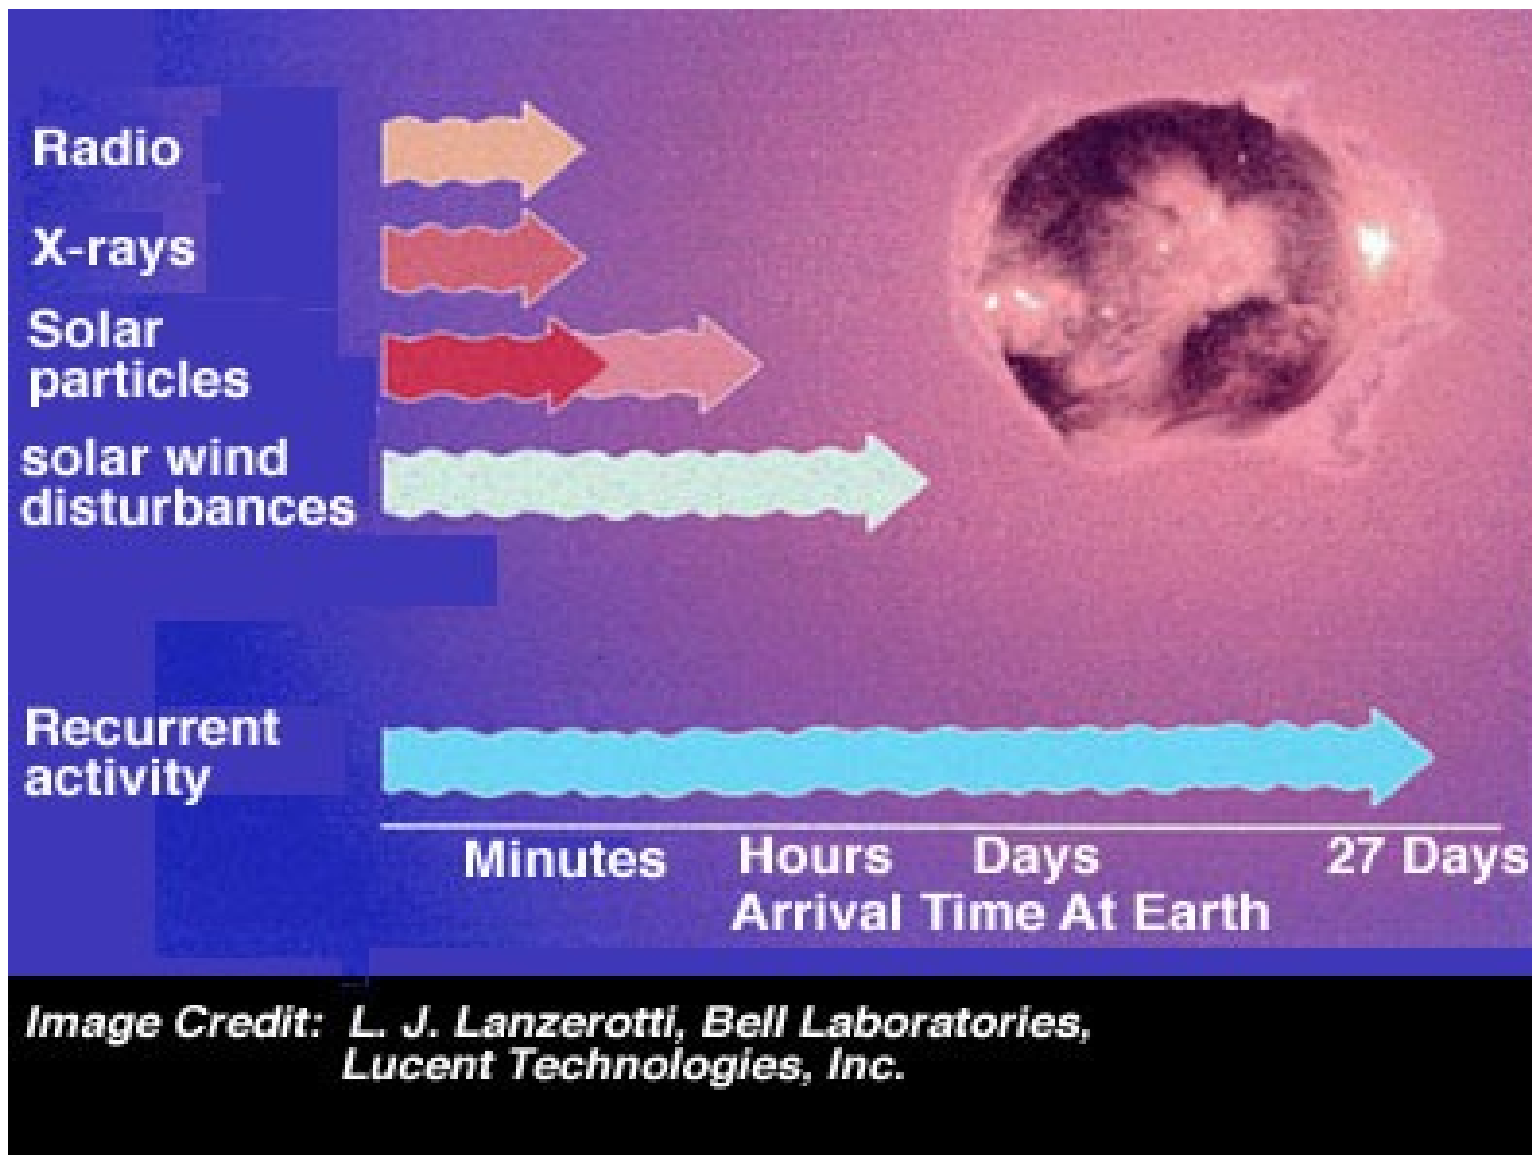 Radio
X-rays
Solar
particles
solar wind
disturbances
Recurrent
activity
Minutes Hours Days 27 Days
Arrival Time At Earth
Image Credit: L. J. Lanzerotti, Bell Laboratories,
Lucent Technologies, Inc.